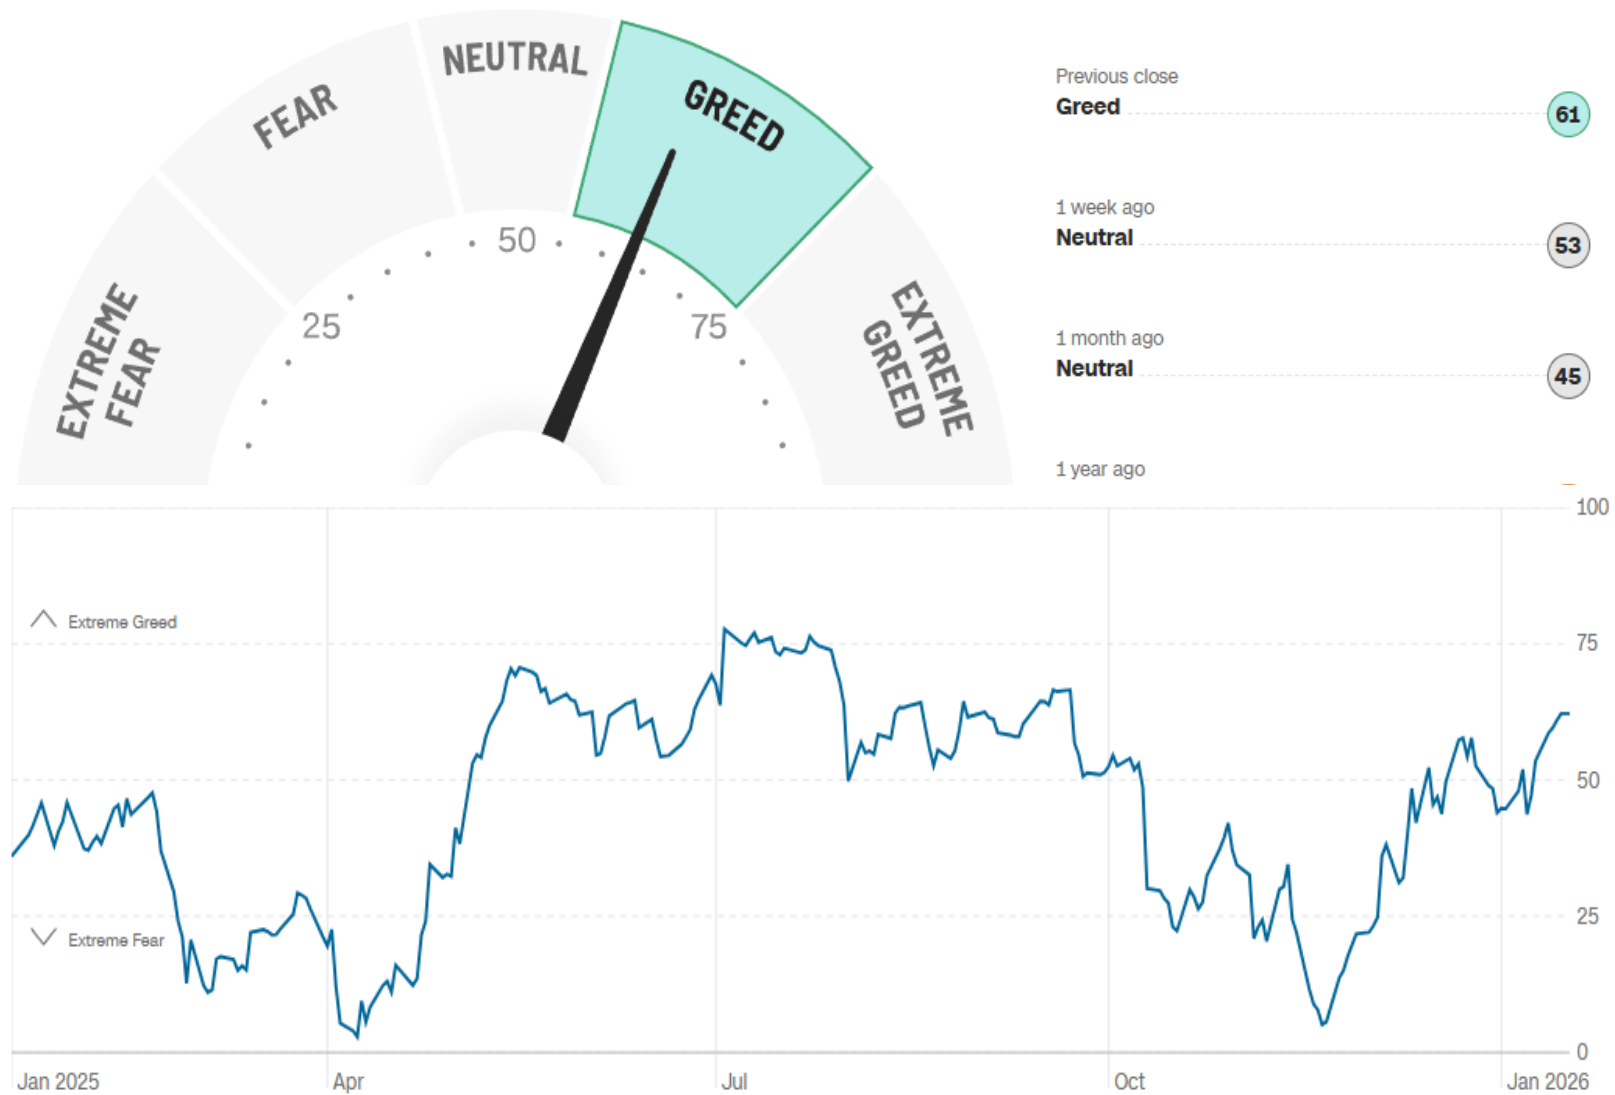 NEUTRAL
FEAR
GREED
EXTREME
FEAR
EXTREME
GREED
25
50
75
Previous close
Greed
61
1 week ago
Neutral
53
1 month ago
Neutral
45
1 year ago
100
Extreme Greed
75
50
25
Extreme Fear
0
Jan 2025
Apr
Jul
Oct
Jan 2026